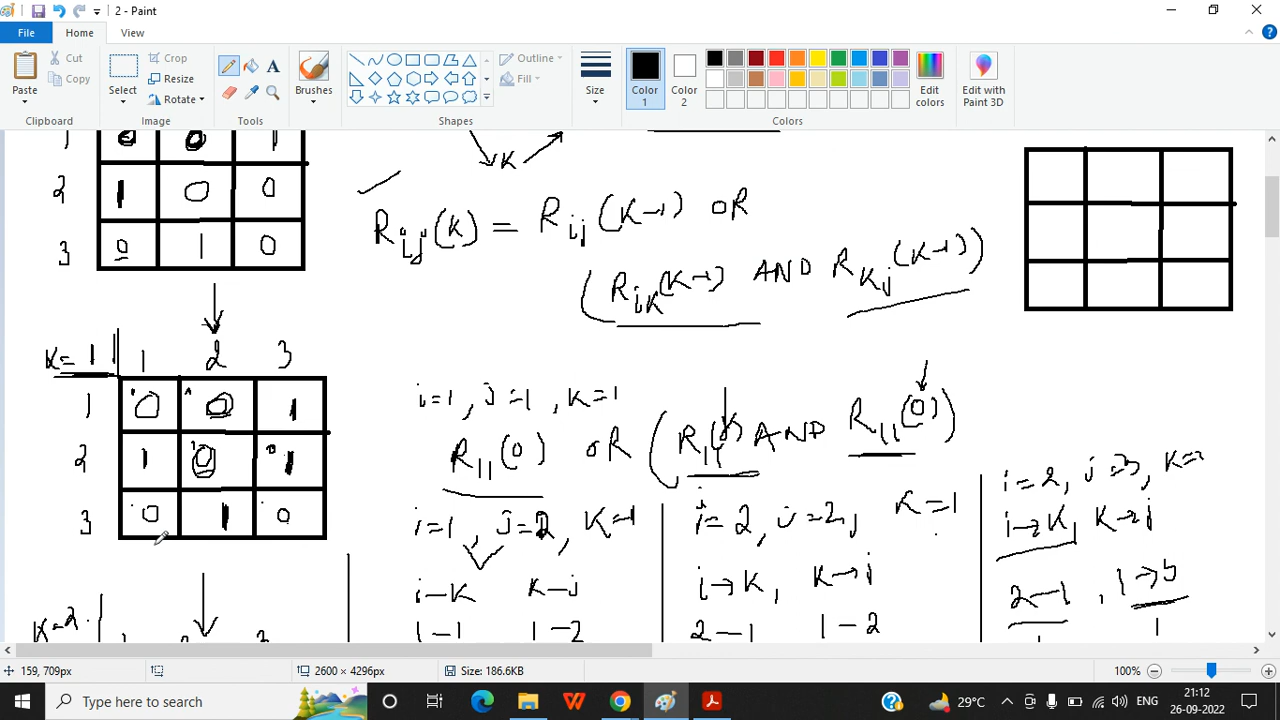 2 - Paint
File Home View
Paste
Cut
Copy
Clipboard
Select
Crop
Resize
Rotate
Image
A
Tools
Brushes
Shapes
Outline
Fill
Size
Color 1
Color 2
Edit colors
Edit with Paint 3D
Colors
1 0 0 1
2 1 0 0
3 0 1 0
K
Rij(K) = Rij(K-1) OR
(RiK(K-1) AND RKj(K-1))
K=1 1 2 3
1 0 0 1
2 1 0 1
3 0 1 0
K=2
i=1, j=1, K=1
R11(0) OR (R11(0) AND R11(0))
i=1, j=2, K=1
i-K K-j
1-1 1-2
i=2, j=2, K=1
i→K, K→j
2-1 1-2
i=2, j=3,
i→K, K→j
2-1,
1 1
159, 709px
2600 × 4296px
Size: 186.6KB
100%
Type here to search
29°C
ENG
21:12
26-09-2022